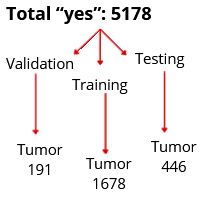 Total “yes”: 5178
Validation
Training
Testing
Tumor
191
Tumor
1678
Tumor
446